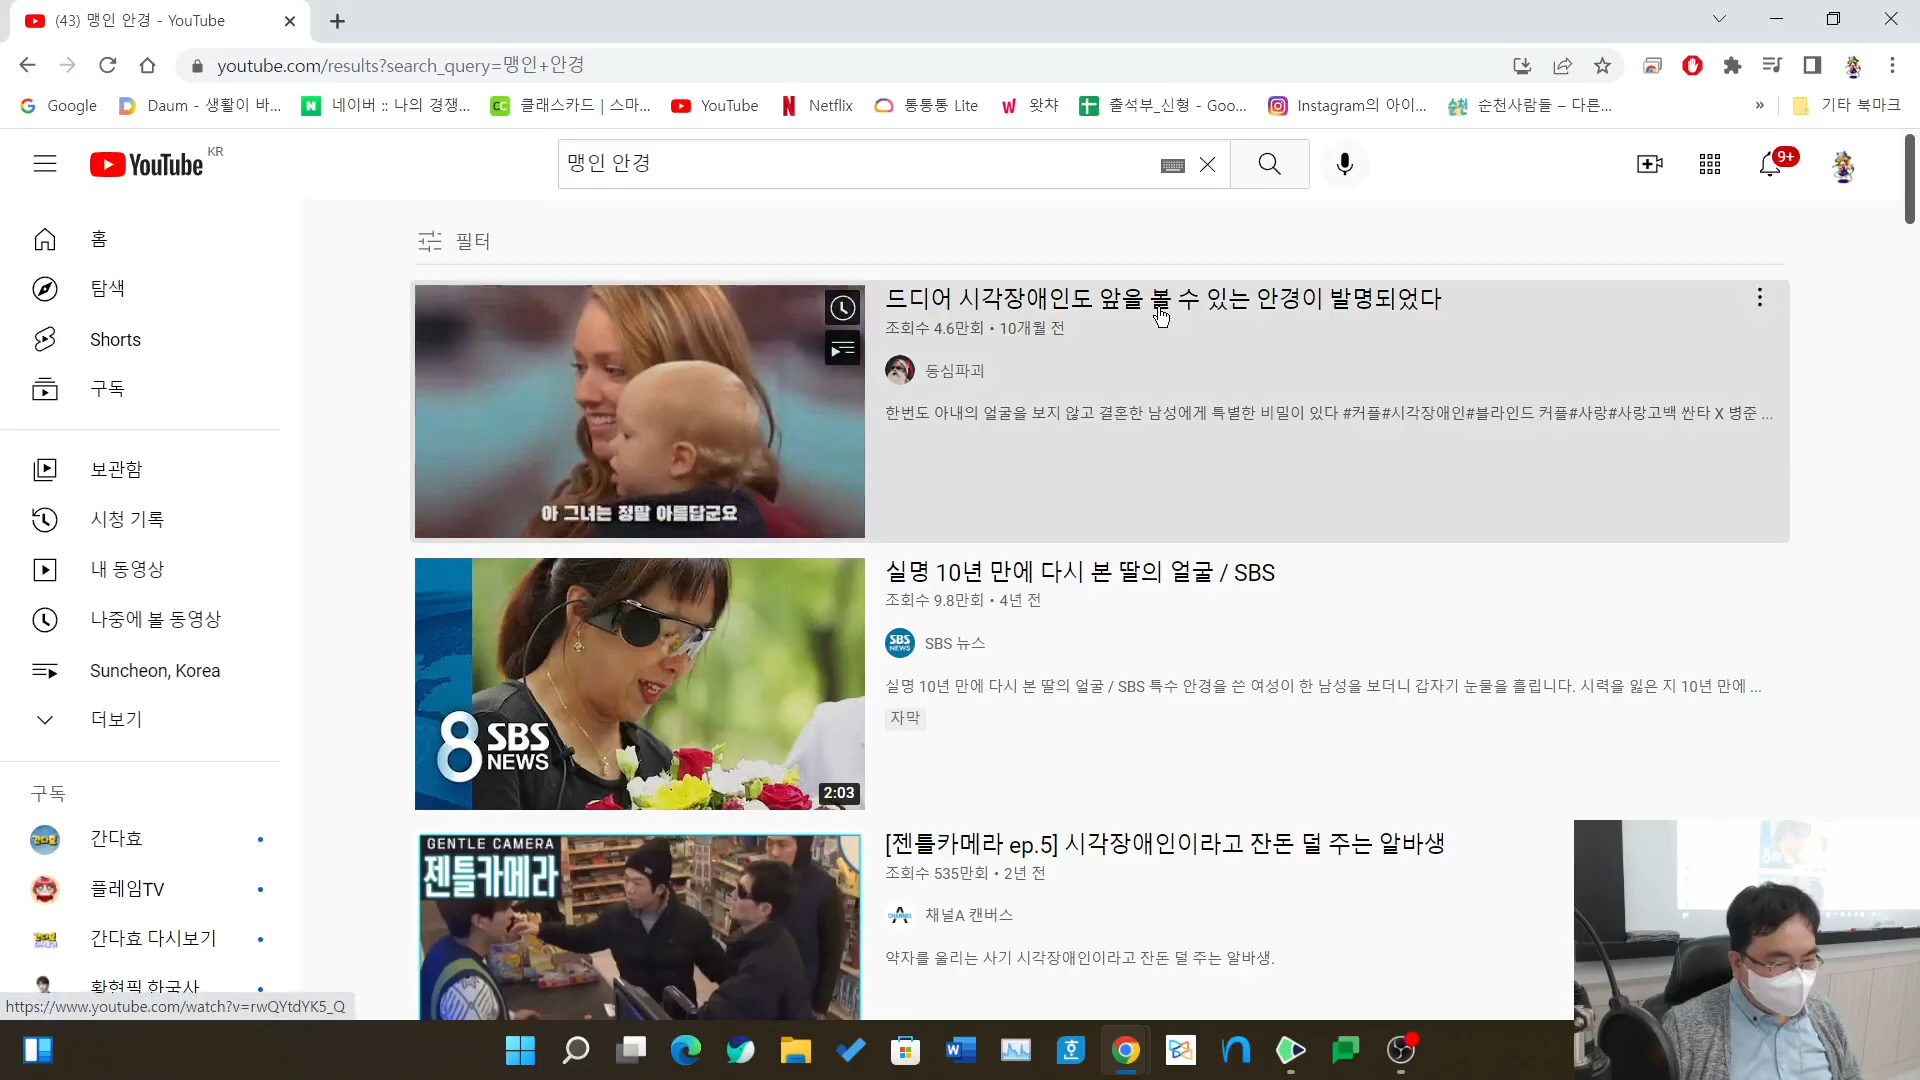 (43) 맹인 안경 - YouTube
youtube.com/results?search_query=맹인+안경
Google
Daum - 생활이 바...
네이버 :: 나의 경쟁...
클래스카드 | 스마...
YouTube
Netflix
통통통 Lite
왓챠
출석부_신형 - Goo...
Instagram의 아이...
순천사람들 – 다른...
»
기타 북마크
YouTube KR
맹인 안경
9+
홈
탐색
Shorts
구독
보관함
시청 기록
내 동영상
나중에 볼 동영상
Suncheon, Korea
더보기
구독
간다효
플레임TV
간다효 다시보기
황현필 한국사
https://www.youtube.com/watch?v=rwQYtdYK5_Q
필터
아 그녀는 정말 아름답군요
드디어 시각장애인도 앞을 볼 수 있는 안경이 발명되었다
조회수 4.6만회 • 10개월 전
동심파괴
한번도 아내의 얼굴을 보지 않고 결혼한 남성에게 특별한 비밀이 있다 #커플#시각장애인#블라인드 커플#사랑#사랑고백 싼타 X 병준 ...
8 SBS
NEWS
2:03
실명 10년 만에 다시 본 딸의 얼굴 / SBS
조회수 9.8만회 • 4년 전
SBS NEWS
SBS 뉴스
실명 10년 만에 다시 본 딸의 얼굴 / SBS 특수 안경을 쓴 여성이 한 남성을 보더니 갑자기 눈물을 흘립니다. 시력을 잃은 지 10년 만에 ...
자막
GENTLE CAMERA
젠틀카메라
[젠틀카메라 ep.5] 시각장애인이라고 잔돈 덜 주는 알바생
조회수 535만회 • 2년 전
채널A 캔버스
약자를 울리는 사기 시각장애인이라고 잔돈 덜 주는 알바생.